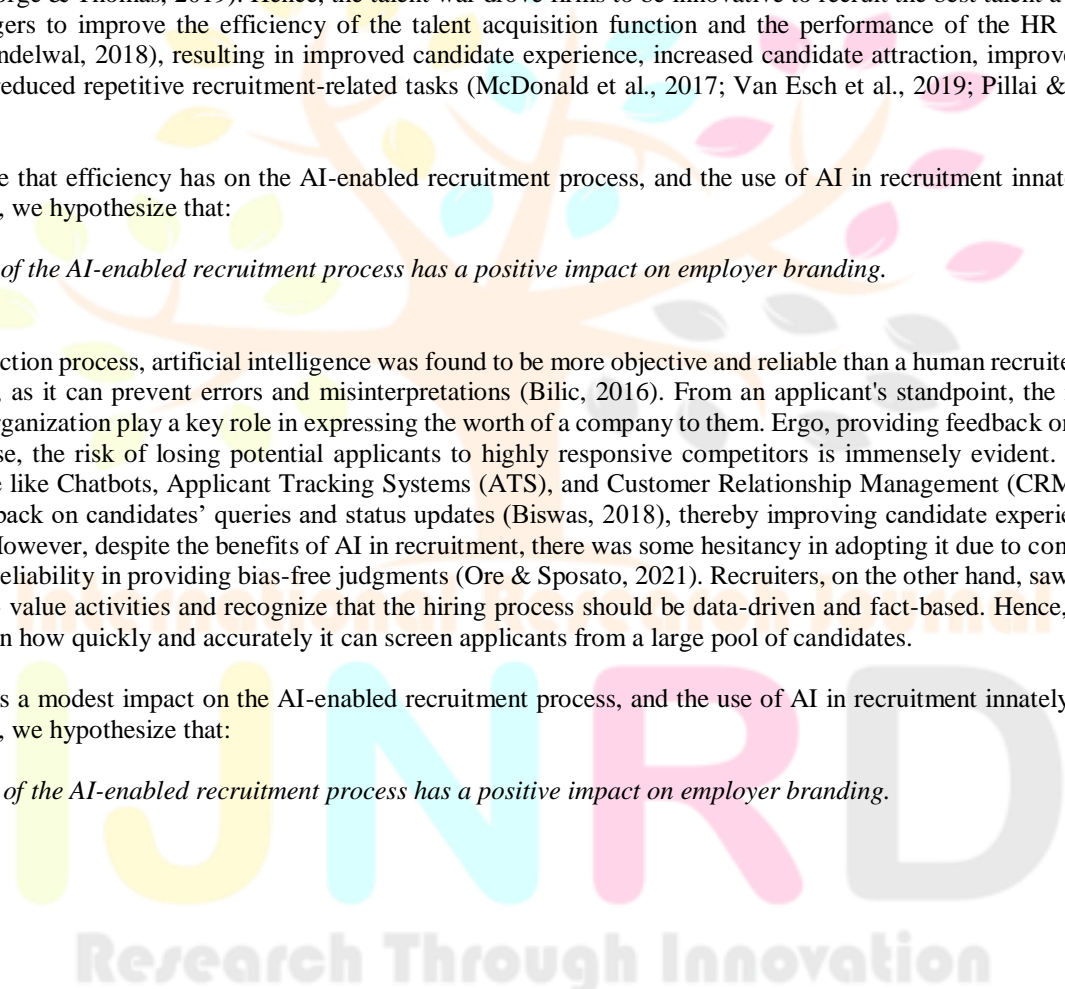 orge & Thomas, 2019). Hence, the talent war drove firms to be innovative to recruit the best talent a
gers to improve the efficiency of the talent acquisition function and the performance of the HR
ndelwal, 2018), resulting in improved candidate experience, increased candidate attraction, improve
reduced repetitive recruitment-related tasks (McDonald et al., 2017; Van Esch et al., 2019; Pillai &
e that efficiency has on the AI-enabled recruitment process, and the use of AI in recruitment innat
, we hypothesize that:
of the AI-enabled recruitment process has a positive impact on employer branding.
ction process, artificial intelligence was found to be more objective and reliable than a human recruite
, as it can prevent errors and misinterpretations (Bilic, 2016). From an applicant's standpoint, the
rganization play a key role in expressing the worth of a company to them. Ergo, providing feedback or
se, the risk of losing potential applicants to highly responsive competitors is immensely evident.
e like Chatbots, Applicant Tracking Systems (ATS), and Customer Relationship Management (CRM
back on candidates’ queries and status updates (Biswas, 2018), thereby improving candidate experie
However, despite the benefits of AI in recruitment, there was some hesitancy in adopting it due to con
reliability in providing bias-free judgments (Ore & Sposato, 2021). Recruiters, on the other hand, saw
value activities and recognize that the hiring process should be data-driven and fact-based. Hence,
International Research Journal
n how quickly and accurately it can screen applicants from a large pool of candidates.
s a modest impact on the AI-enabled recruitment process, and the use of AI in recruitment innately
, we hypothesize that:
of the AI-enabled recruitment process has a positive impact on employer branding.
IJNRD
Research Through Innovation